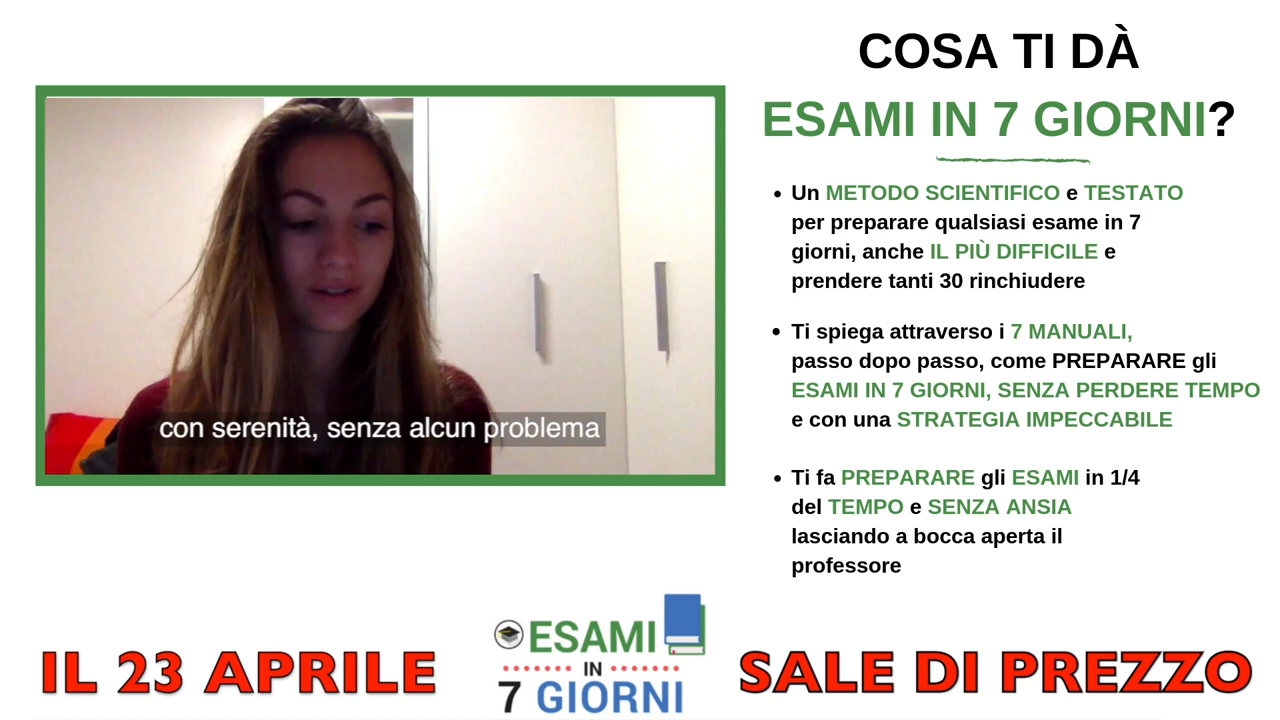 COSA TI DÀ
ESAMI IN 7 GIORNI?
Un METODO SCIENTIFICO e TESTATO
per preparare qualsiasi esame in 7
giorni, anche IL PIÙ DIFFICILE e
prendere tanti 30 rinchiudere
Ti spiega attraverso i 7 MANUALI,
passo dopo passo, come PREPARARE gli
ESAMI IN 7 GIORNI, SENZA PERDERE TEMPO
e con una STRATEGIA IMPECCABILE
Ti fa PREPARARE gli ESAMI in 1/4
del TEMPO e SENZA ANSIA
lasciando a bocca aperta il
professore
con serenità, senza alcun problema
IL 23 APRILE
ESAMI
IN
7 GIORNI
SALE DI PREZZO